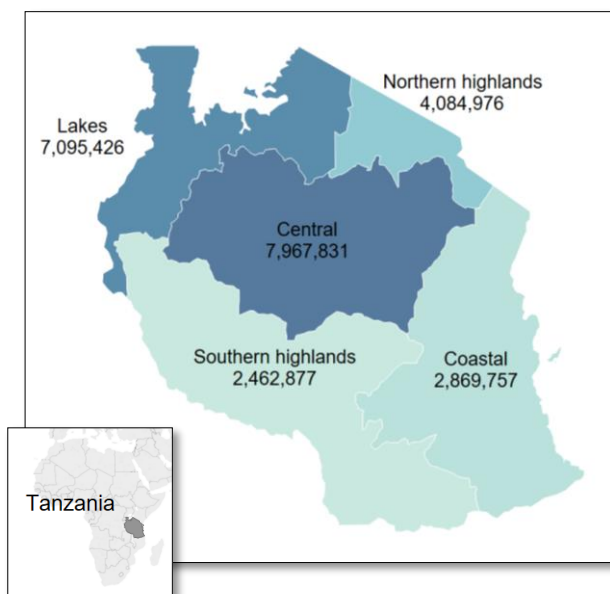 Northern highlands
4,084,976
Lakes
7,095,426
Central
7,967,831
Southern highlands
2,462,877
Coastal
2,869,757
Tanzania